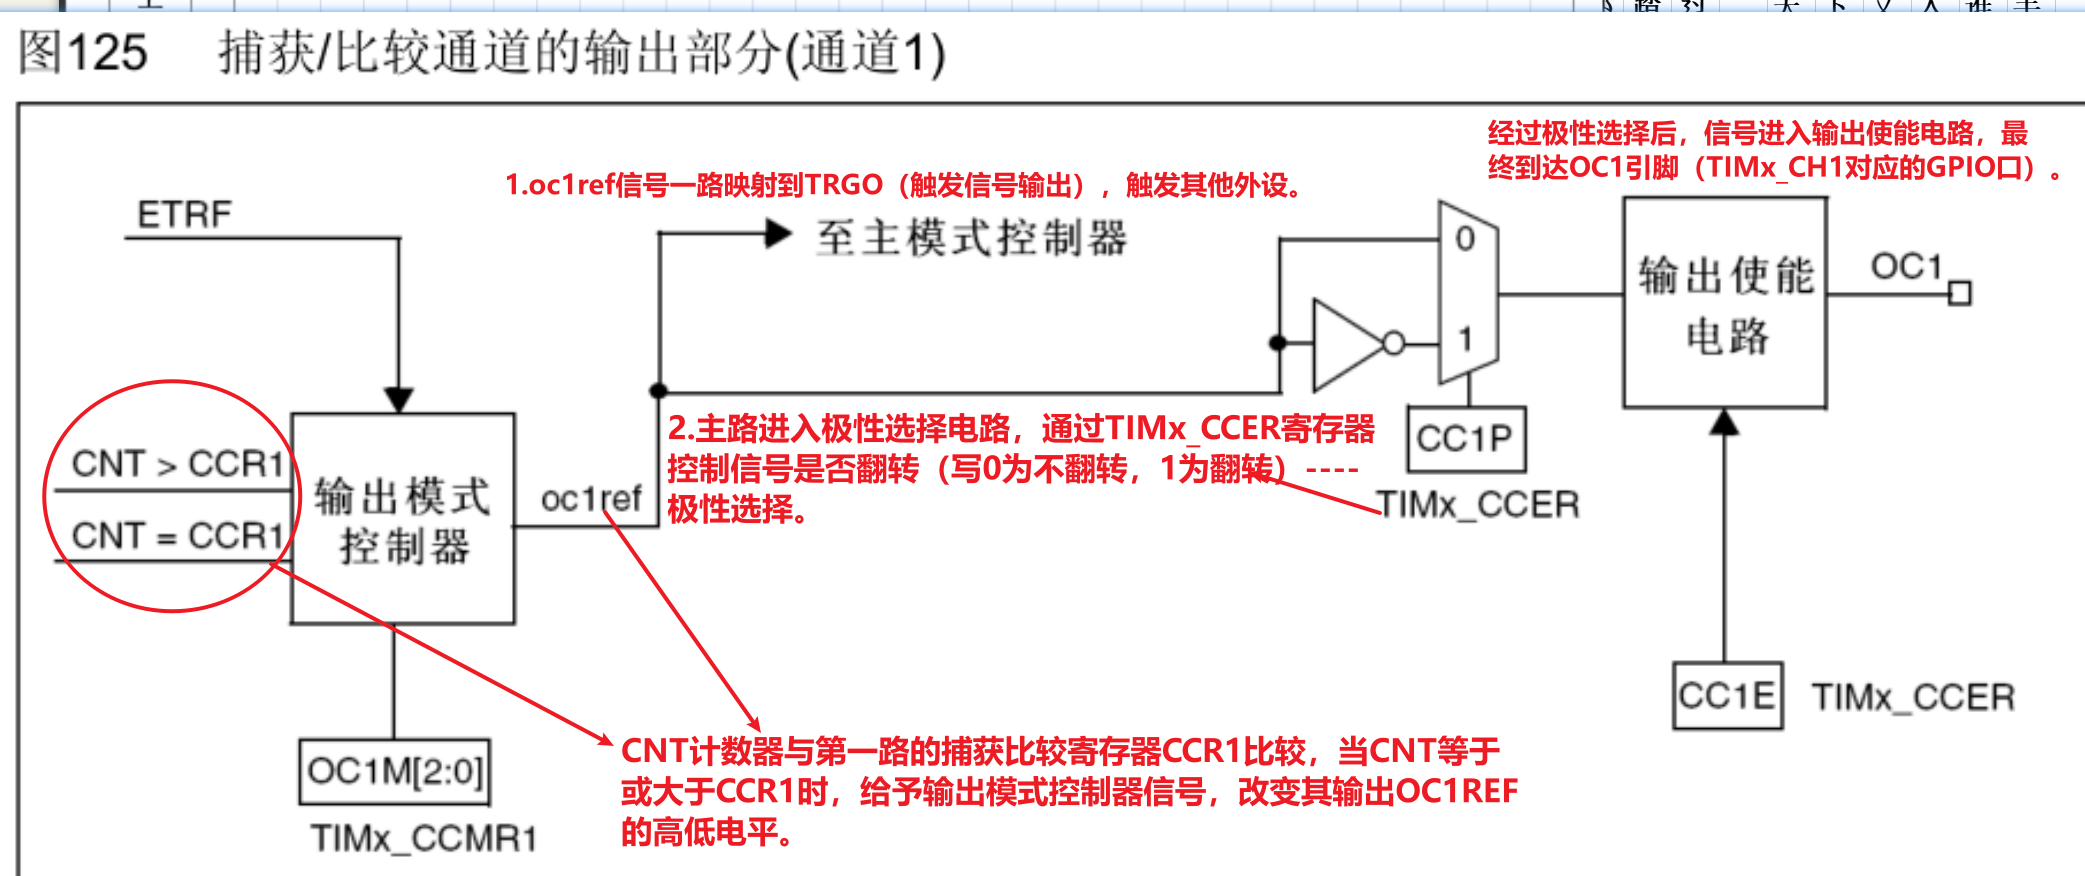 图125 捕获/比较通道的输出部分(通道1)
经过极性选择后，信号进入输出使能电路，最
终到达OC1引脚（TIMx_CH1对应的GPIO口）。
1.oc1ref信号一路映射到TRGO（触发信号输出），触发其他外设。
ETRF
至主模式控制器
0
1
输出使能
电路
OC1
CNT > CCR1
CNT = CCR1
输出模式
控制器
oc1ref
2.主路进入极性选择电路，通过TIMx_CCER寄存器
控制信号是否翻转（写0为不翻转，1为翻转）----
极性选择。
CC1P
TIMx_CCER
CC1E
TIMx_CCER
OC1M[2:0]
TIMx_CCMR1
CNT计数器与第一路的捕获比较寄存器CCR1比较，当CNT等于
或大于CCR1时，给予输出模式控制器信号，改变其输出OC1REF
的高低电平。